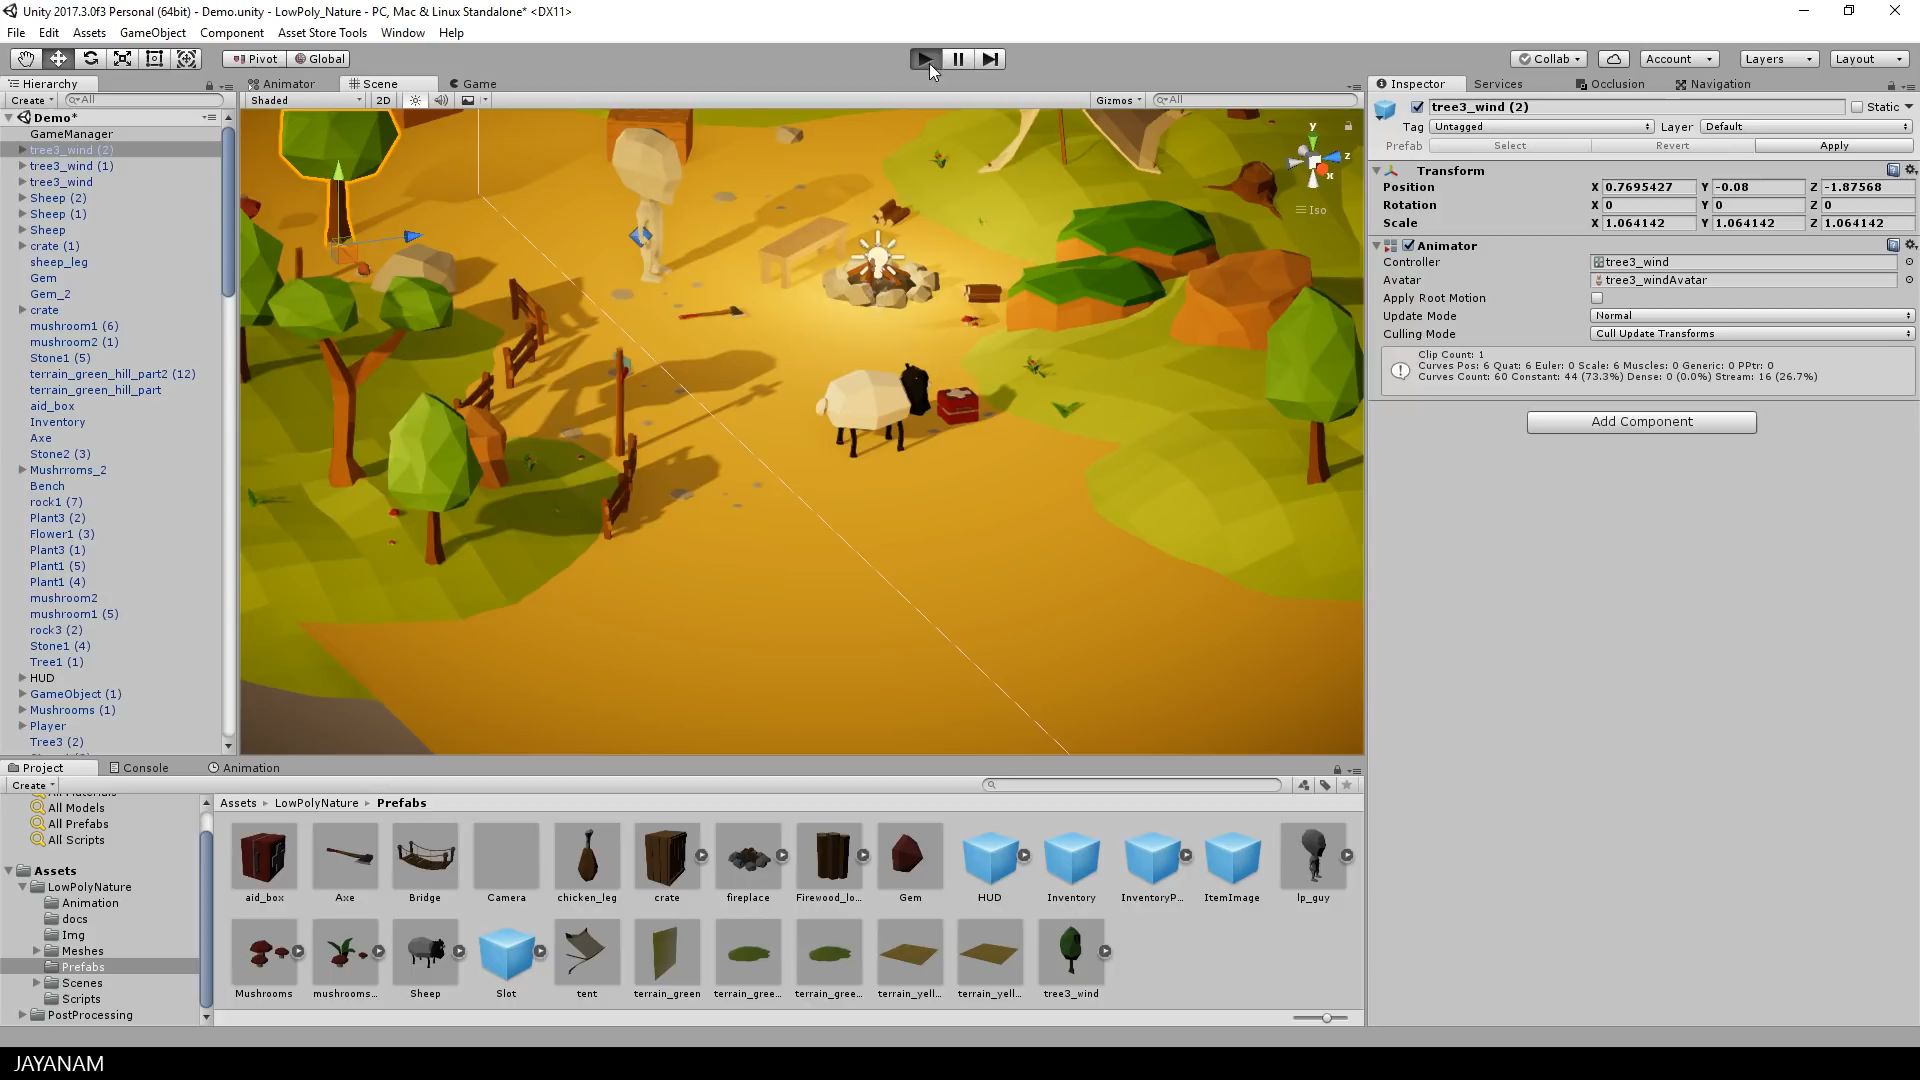 Unity 2017.3.0f3 Personal (64bit) - Demo.unity - LowPoly_Nature - PC, Mac & Linux Standalone* <DX11>
File Edit Assets GameObject Component Asset Store Tools Window Help
Pivot Global Collab Account Layers Layout
Hierarchy Animator Scene Game Inspector Services Occlusion Navigation
Create All Shaded 2D Gizmos All
Demo*
GameManager
tree3_wind (2)
tree3_wind (1)
tree3_wind
Sheep (2)
Sheep (1)
Sheep
crate (1)
sheep_leg
Gem
Gem_2
crate
mushroom1 (6)
mushroom2 (1)
Stone1 (5)
terrain_green_hill_part2 (12)
terrain_green_hill_part
aid_box
Inventory
Axe
Stone2 (3)
Mushrroms_2
Bench
rock1 (7)
Plant3 (2)
Flower1 (3)
Plant3 (1)
Plant1 (5)
Plant1 (4)
mushroom2
mushroom1 (5)
rock3 (2)
Stone1 (4)
Tree1 (1)
HUD
GameObject (1)
Mushrooms (1)
Player
Tree3 (2)
y
z
x
Iso
tree3_wind (2) Static
Tag Untagged Layer Default
Prefab Select Revert Apply
Transform
Position X 0.7695427 Y -0.08 Z -1.87568
Rotation X 0 Y 0 Z 0
Scale X 1.064142 Y 1.064142 Z 1.064142
Animator
Controller tree3_wind
Avatar tree3_windAvatar
Apply Root Motion
Update Mode Normal
Culling Mode Cull Update Transforms
Clip Count: 1
Curves Pos: 6 Quat: 6 Euler: 0 Scale: 6 Muscles: 0 Generic: 0 PPtr: 0
Curves Count: 60 Constant: 44 (73.3%) Dense: 0 (0.0%) Stream: 16 (26.7%)
Add Component
Project Console Animation
Create
All Materials
All Models
All Prefabs
All Scripts
Assets
LowPolyNature
Animation
docs
Img
Meshes
Prefabs
Scenes
Scripts
PostProcessing
Assets LowPolyNature Prefabs
aid_box Axe Bridge Camera chicken_leg crate fireplace Firewood_lo... Gem HUD Inventory InventoryP... ItemImage lp_guy
Mushrooms mushrooms... Sheep Slot tent terrain_green terrain_gree... terrain_gree... terrain_yell... terrain_yell... tree3_wind
JAYANAM